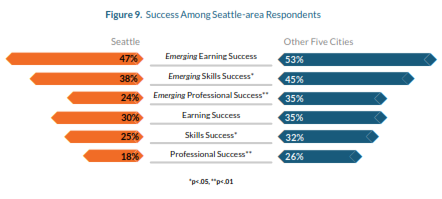 Figure 9. Success Among Seattle-area Respondents
Seattle Other Five Cities
47% Emerging Earning Success 53%
38% Emerging Skills Success* 45%
24% Emerging Professional Success** 35%
30% Earning Success 35%
25% Skills Success* 32%
18% Professional Success** 26%
*p<.05, **p<.01